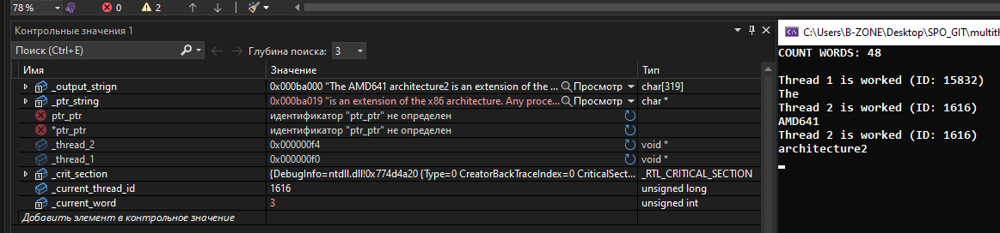 78 %
0
2
Контрольные значения 1
Поиск (Ctrl+E)
Глубина поиска: 3
Имя Значение Тип
_output_strign 0x000ba000 "The AMD641 architecture2 is an extension of the ... Просмотр char[319]
_ptr_string 0x000ba019 "is an extension of the x86 architecture. Any proce... Просмотр char *
ptr_ptr идентификатор "ptr_ptr" не определен
*ptr_ptr идентификатор "ptr_ptr" не определен
_thread_2 0x000000f4 void *
_thread_1 0x000000f0 void *
_crit_section {DebugInfo=ntdll.dll!0x774d4a20 {Type=0 CreatorBackTraceIndex=0 CriticalSect... _RTL_CRITICAL_SECTION
_current_thread_id 1616 unsigned long
_current_word 3 unsigned int
Добавить элемент в контрольное значение
C:\Users\B-ZONE\Desktop\SPO_GIT\multith
COUNT WORDS: 48
Thread 1 is worked (ID: 15832)
The
Thread 2 is worked (ID: 1616)
AMD641
Thread 2 is worked (ID: 1616)
architecture2